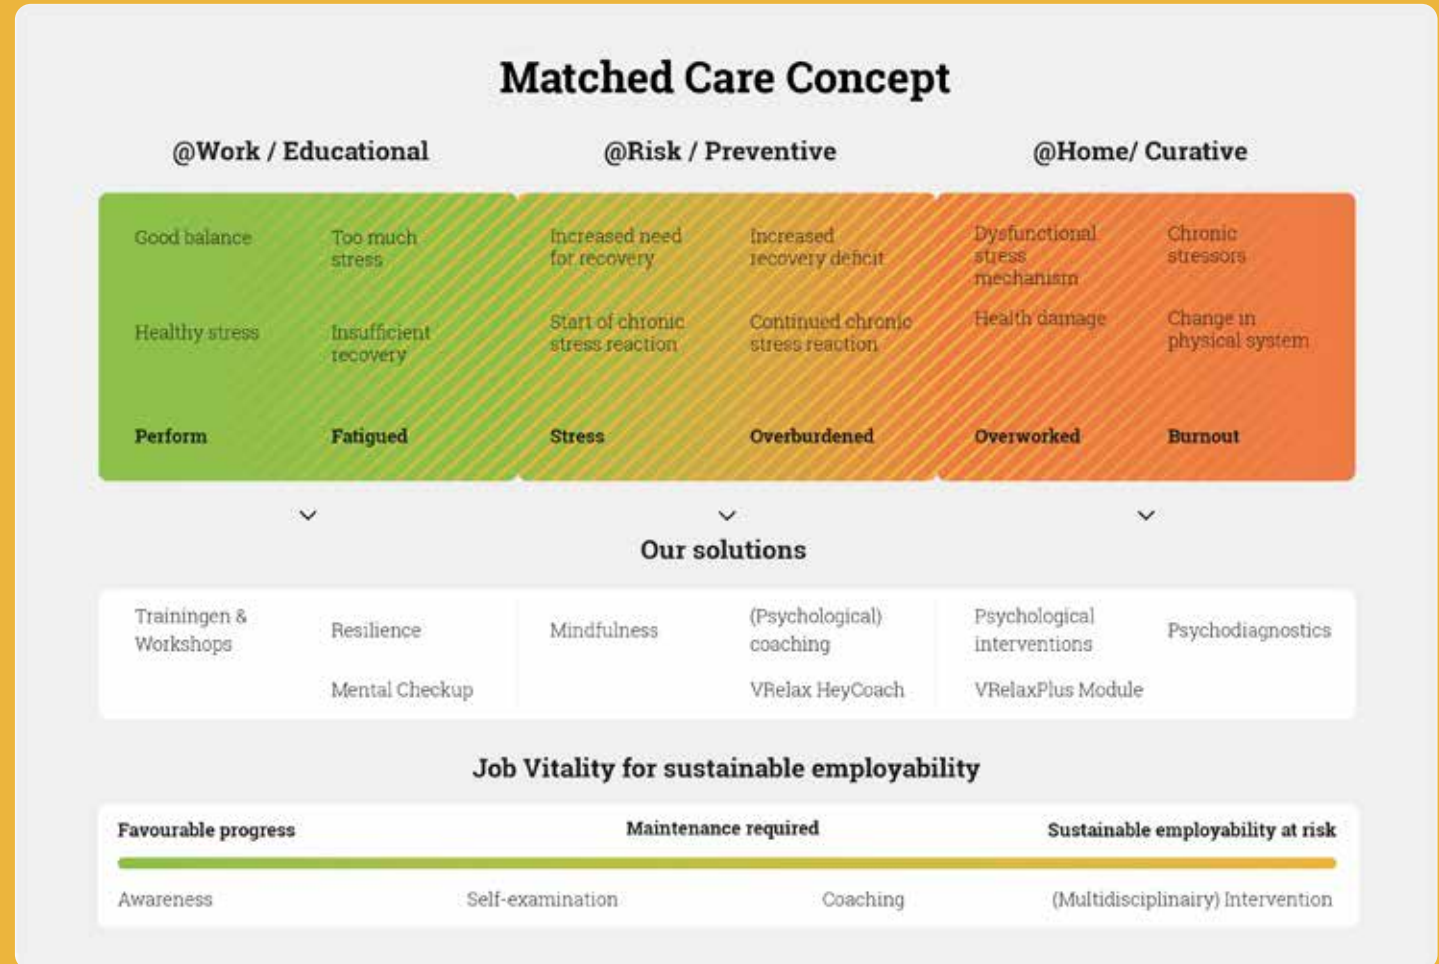 Matched Care Concept
@Work / Educational
@Risk / Preventive
@Home/ Curative
Good balance
Too much
stress
Increased need
for recovery
Increased
recovery deficit
Dysfunctional
stress
mechanism
Chronic
stressors
Healthy stress
Insufficient
recovery
Start of chronic
stress reaction
Continued chronic
stress reaction
Health damage
Change in
physical system
Perform
Fatigued
Stress
Overburdened
Overworked
Burnout
Our solutions
Trainingen &
Workshops
Resilience
Mindfulness
(Psychological)
coaching
Psychological
interventions
Psychodiagnostics
Mental Checkup
VRelax HeyCoach
VRelaxPlus Module
Job Vitality for sustainable employability
Favourable progress
Maintenance required
Sustainable employability at risk
Awareness
Self-examination
Coaching
(Multidisciplinairy) Intervention